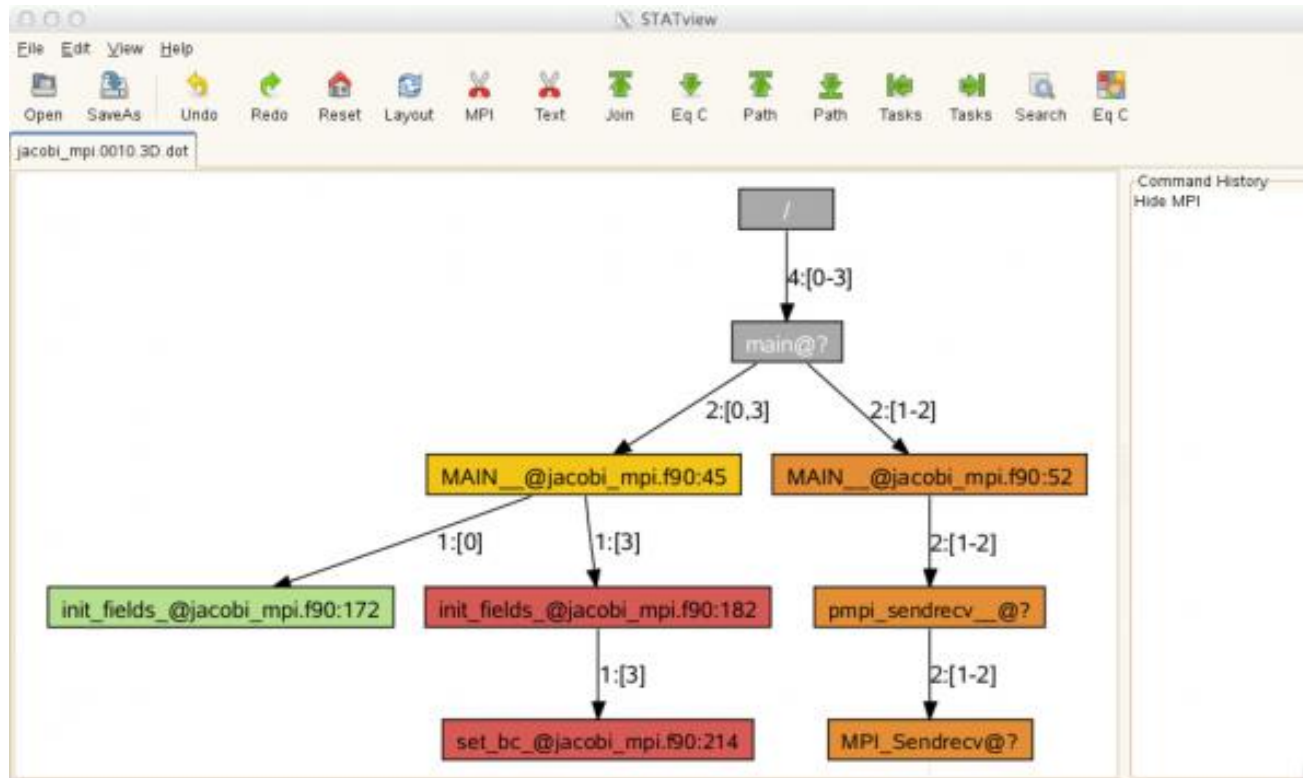 STATview
File Edit View Help
Open SaveAs Undo Redo Reset Layout MPI Text Join Eq C Path Path Tasks Tasks Search Eq C
jacobi_mpi.0010.3D.dot
Command History
Hide MPI
/
4:[0-3]
main@?
2:[0,3] 2:[1-2]
MAIN__@jacobi_mpi.f90:45 MAIN__@jacobi_mpi.f90:52
1:[0] 1:[3] 2:[1-2]
init_fields_@jacobi_mpi.f90:172 init_fields_@jacobi_mpi.f90:182 pmpi_sendrecv__@?
1:[3] 2:[1-2]
set_bc_@jacobi_mpi.f90:214 MPI_Sendrecv@?